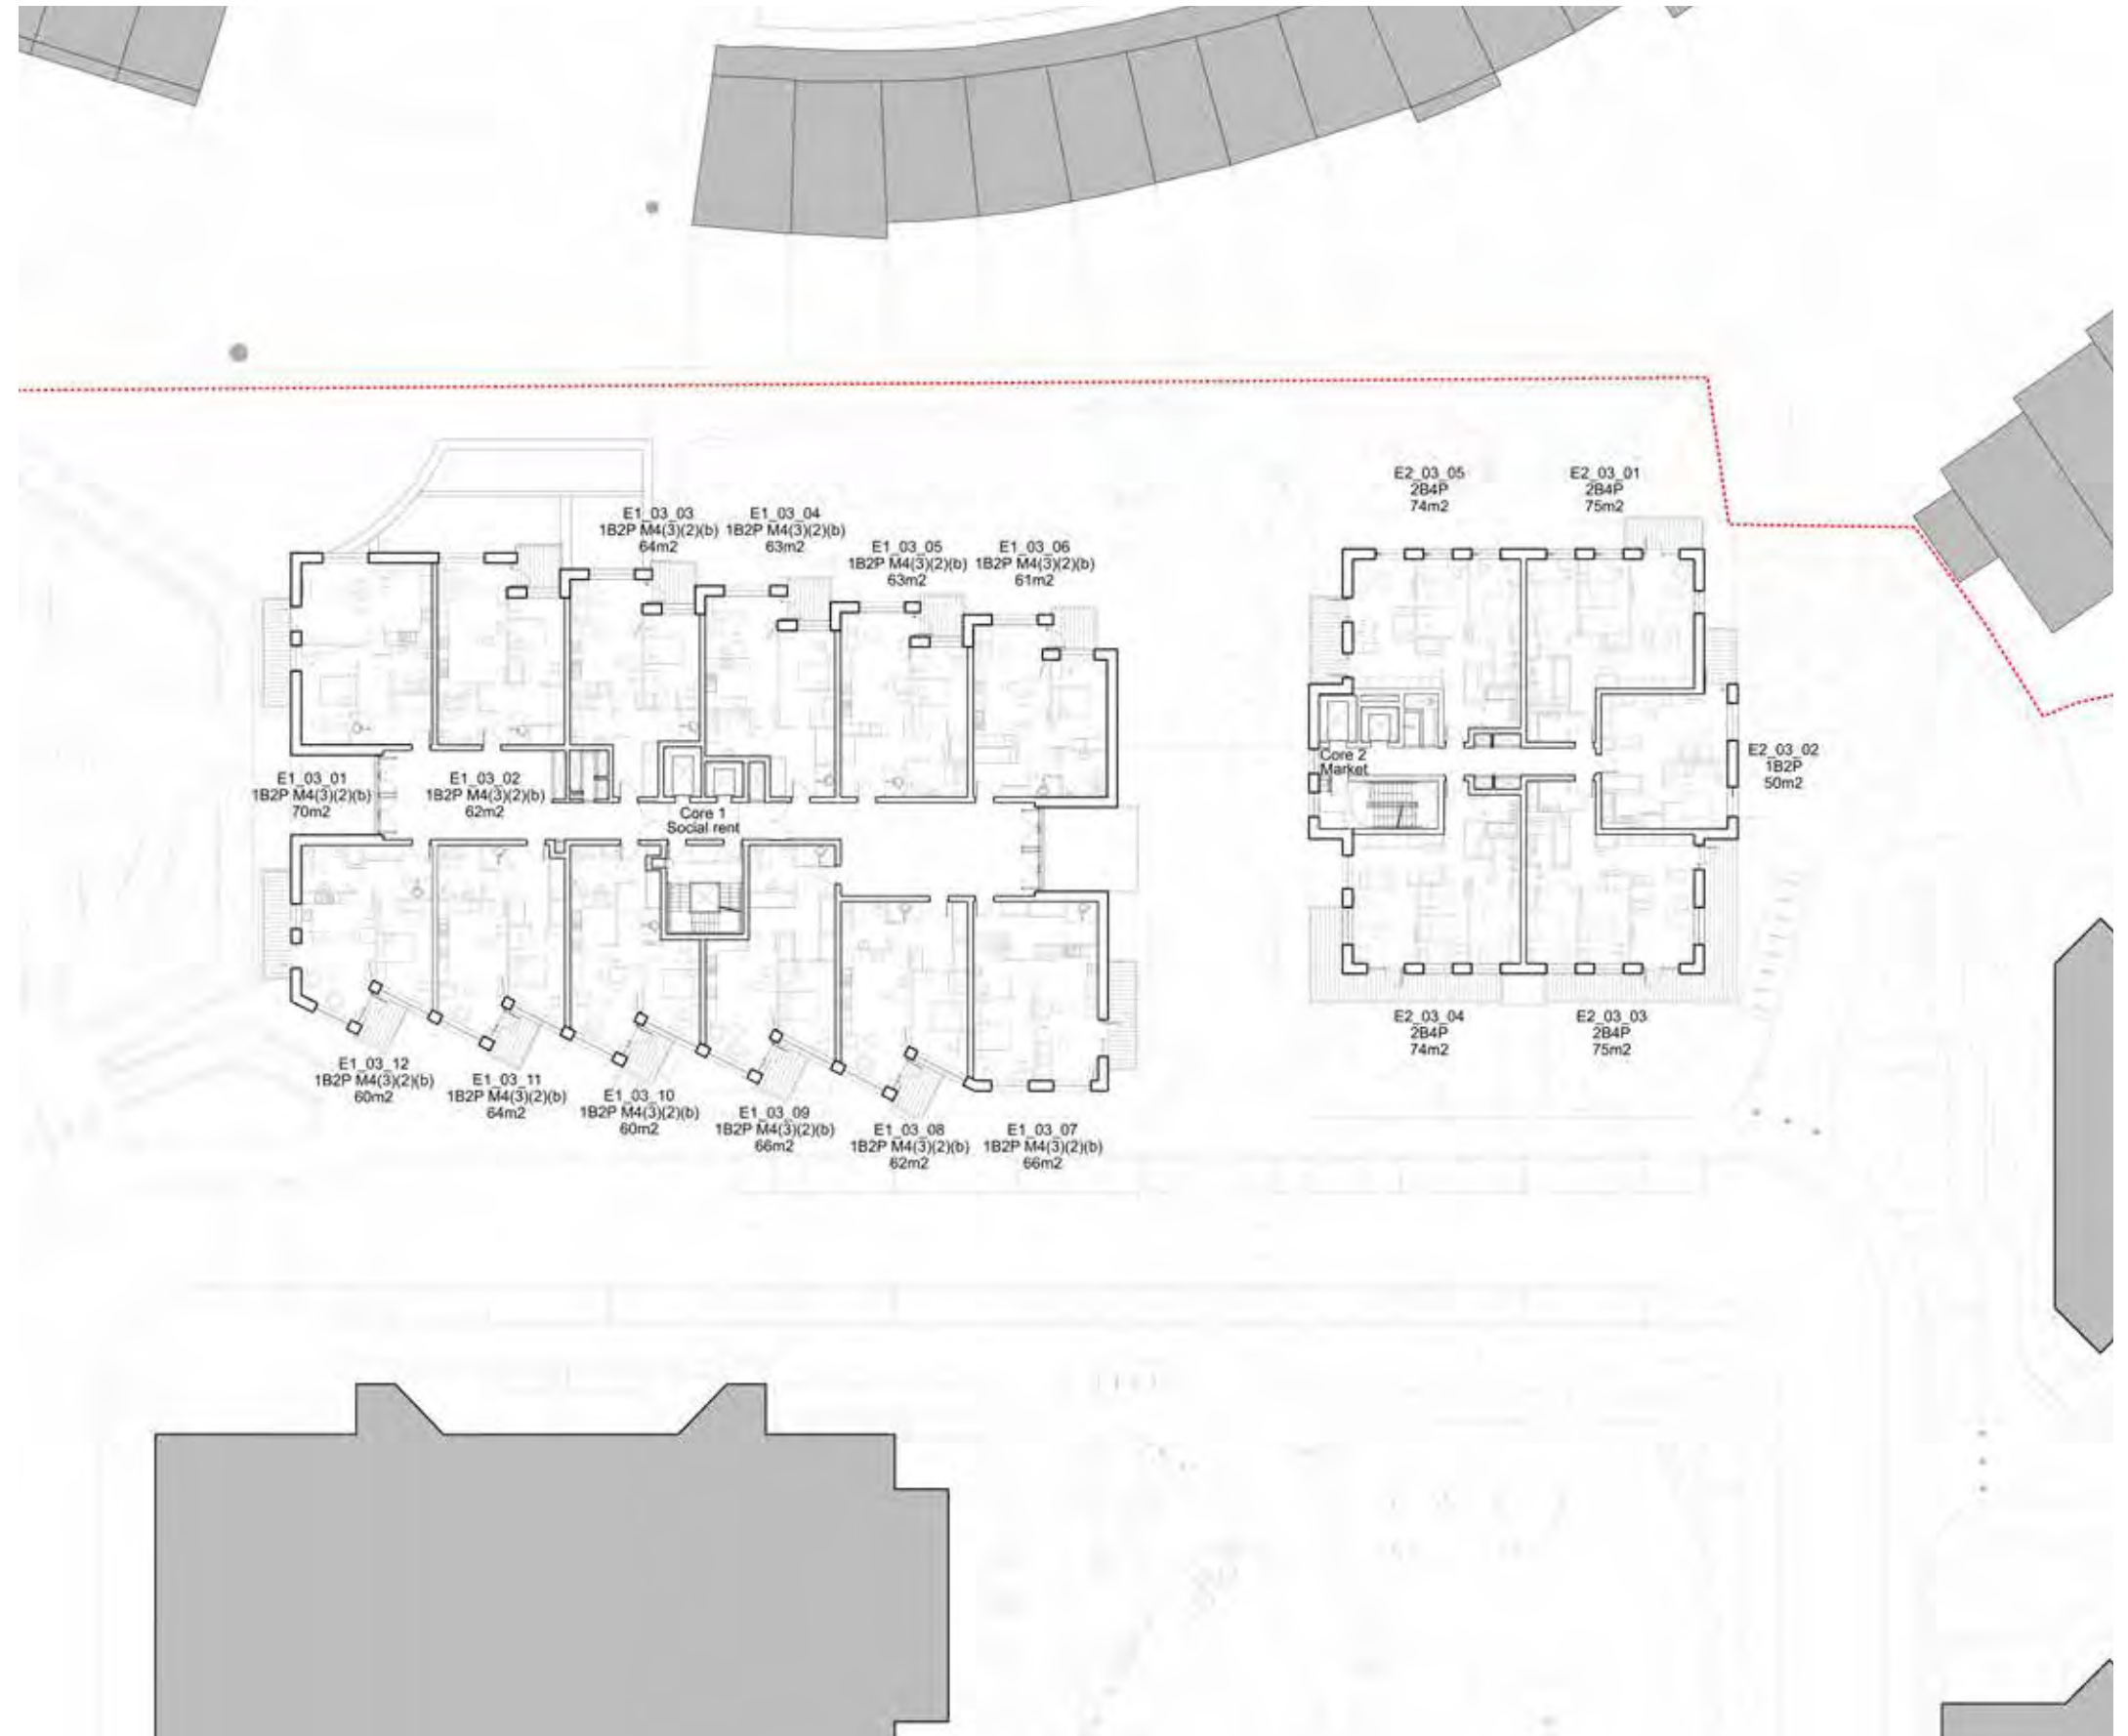 E2_03_05
2B4P
74m2
E2_03_01
2B4P
75m2
E1_03_03
1B2P M4(3)(2)(b)
64m2
E1_03_04
1B2P M4(3)(2)(b)
63m2
E1_03_05
1B2P M4(3)(2)(b)
63m2
E1_03_06
1B2P M4(3)(2)(b)
61m2
E1_03_01
1B2P M4(3)(2)(b)
70m2
E1_03_02
1B2P M4(3)(2)(b)
62m2
Core 1
Social rent
Core 2
Market
E2_03_02
1B2P
50m2
E2_03_04
2B4P
74m2
E2_03_03
2B4P
75m2
E1_03_12
1B2P M4(3)(2)(b)
60m2
E1_03_11
1B2P M4(3)(2)(b)
64m2
E1_03_10
1B2P M4(3)(2)(b)
60m2
E1_03_09
1B2P M4(3)(2)(b)
66m2
E1_03_08
1B2P M4(3)(2)(b)
62m2
E1_03_07
1B2P M4(3)(2)(b)
66m2